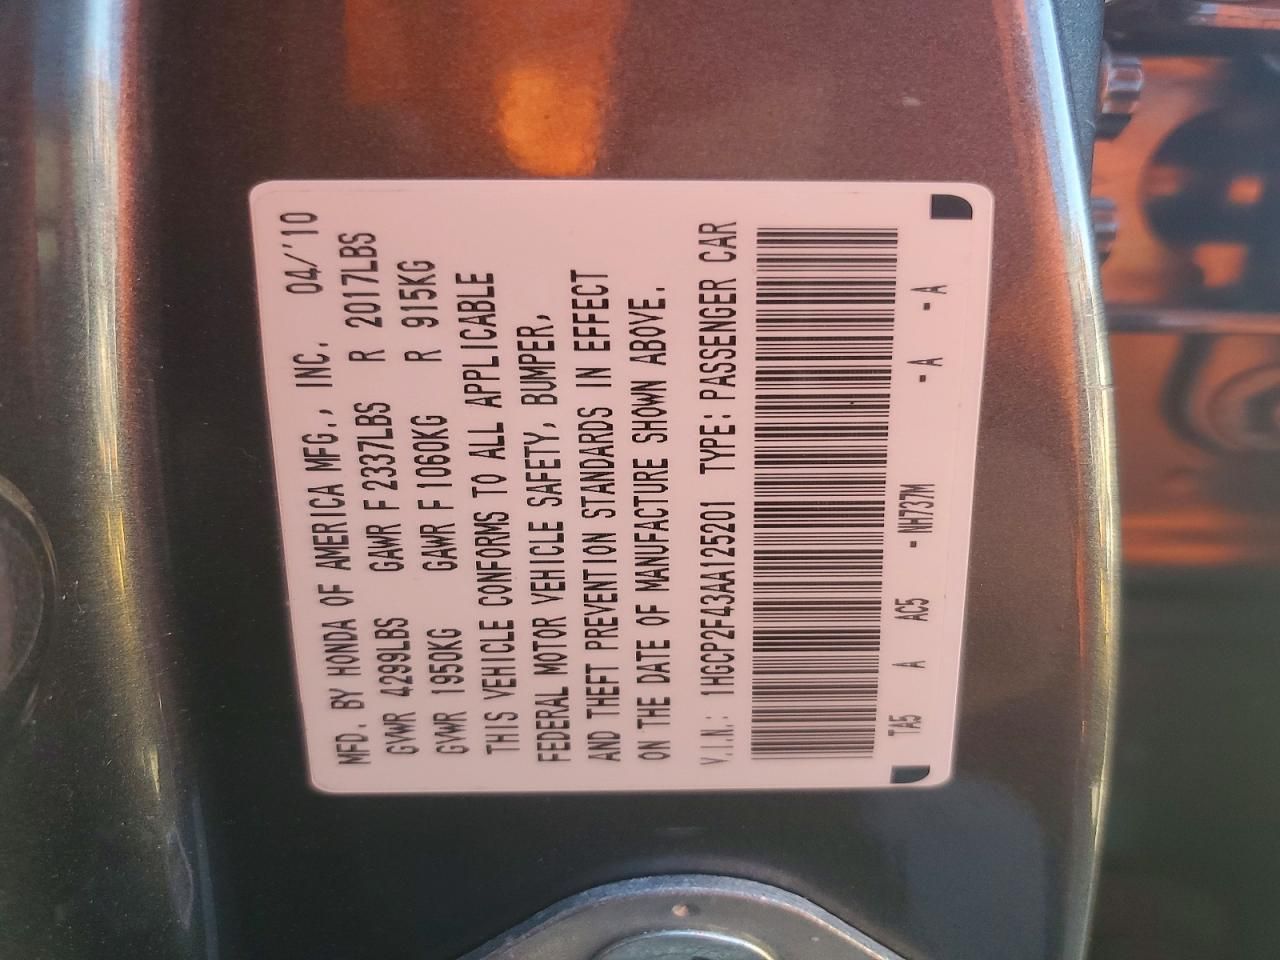 MFD. BY HONDA OF AMERICA MFG., INC. 04/'10
GVWR 4299LBS GAWR F 2337LBS R 2017LBS
GVWR 1950KG GAWR F 1060KG R 915KG
THIS VEHICLE CONFORMS TO ALL APPLICABLE
FEDERAL MOTOR VEHICLE SAFETY, BUMPER,
AND THEFT PREVENTION STANDARDS IN EFFECT
ON THE DATE OF MANUFACTURE SHOWN ABOVE.
V.I.N.: 1HGCP2F43AA125201 TYPE: PASSENGER CAR
TA5 A AC5 - NH737M - A - A